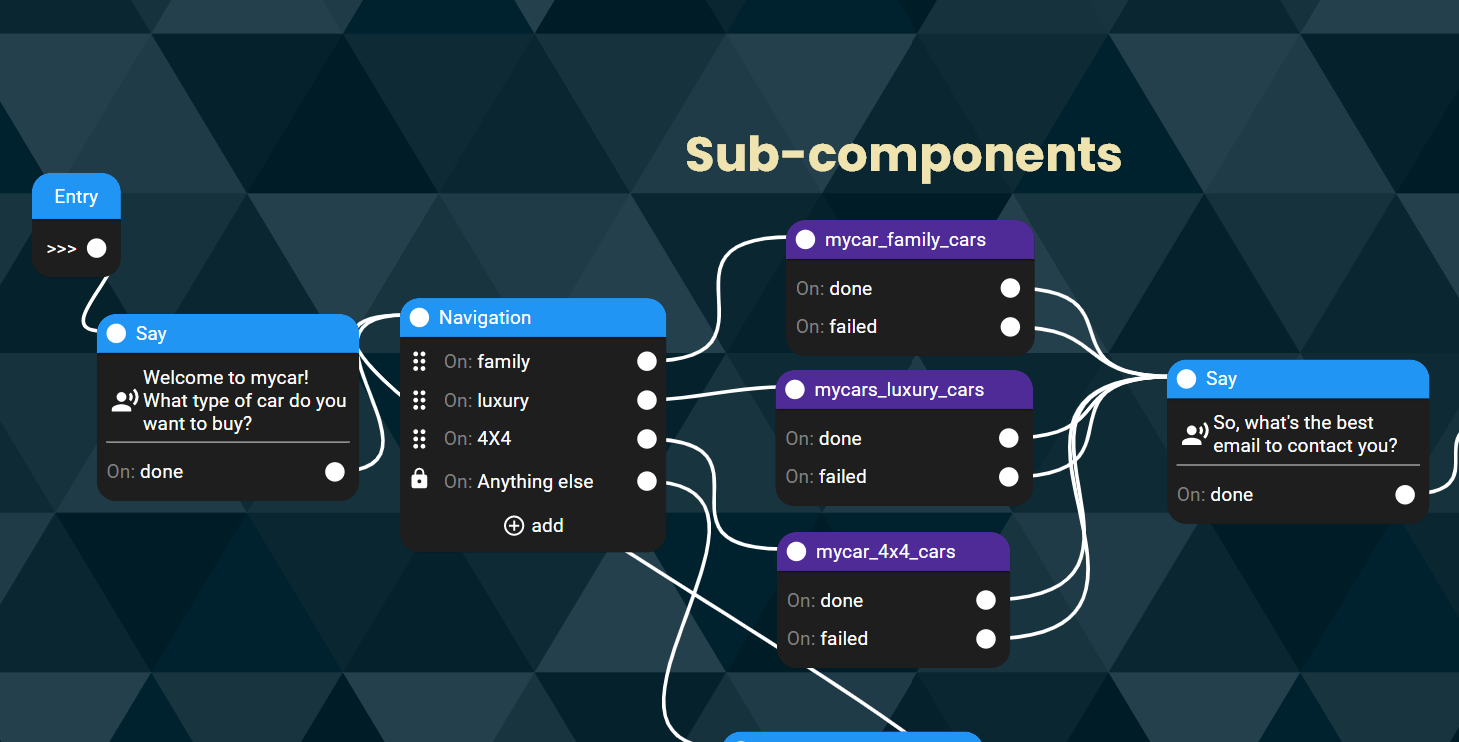 Sub-components
Entry
>>>
Say
Welcome to mycar!
What type of car do you
want to buy?
On: done
Navigation
On: family
On: luxury
On: 4X4
On: Anything else
add
mycar_family_cars
On: done
On: failed
mycars_luxury_cars
On: done
On: failed
mycar_4x4_cars
On: done
On: failed
Say
So, what's the best
email to contact you?
On: done